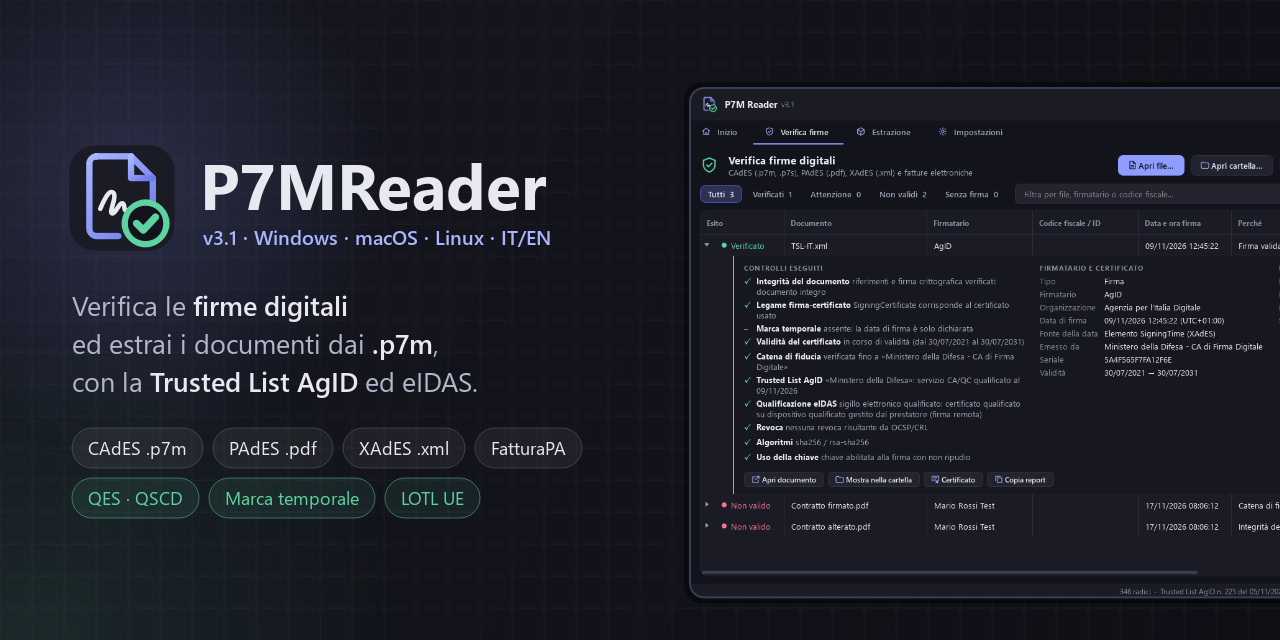 P7MReader
v3.1 · Windows · macOS · Linux · IT/EN
Verifica le firme digitali
ed estrai i documenti dai .p7m,
con la Trusted List AgID ed eIDAS.
CAdES .p7m PAdES .pdf XAdES .xml FatturaPA
QES · QSCD Marca temporale LOTL UE
P7M Reader v3.1
Inizio Verifica firme Estrazione Impostazioni
Verifica firme digitali
CAdES (.p7m, .p7s), PAdES (.pdf), XAdES (.xml) e fatture elettroniche
Apri file... Apri cartella...
Tutti 3 Verificati 1 Attenzione 0 Non validi 2 Senza firma 0 Filtra per file, firmatario o codice fiscale...
Esito Documento Firmatario Codice fiscale / ID Data e ora firma Perché
Verificato TSL-IT.xml AgID 09/11/2026 12:45:22 Firma valida
CONTROLLI ESEGUITI
✓ Integrità del documento riferimenti e firma crittografica verificati:
documento integro
✓ Legame firma-certificato SigningCertificate corrisponde al certificato
usato
– Marca temporale assente: la data di firma è solo dichiarata
✓ Validità del certificato in corso di validità (dal 30/07/2021 al 30/07/2031)
✓ Catena di fiducia verificata fino a «Ministero della Difesa - CA di Firma
Digitale»
✓ Trusted List AgID «Ministero della Difesa»: servizio CA/QC qualificato al
09/11/2026
✓ Qualificazione eIDAS sigillo elettronico qualificato: certificato qualificato
su dispositivo qualificato gestito dal prestatore (firma remota)
✓ Revoca nessuna revoca risultante da OCSP/CRL
✓ Algoritmi sha256 / rsa-sha256
✓ Uso della chiave chiave abilitata alla firma con non ripudio
FIRMATARIO E CERTIFICATO
Tipo Firma
Firmatario AgID
Organizzazione Agenzia per l'Italia Digitale
Data di firma 09/11/2026 12:45:22 (UTC+01:00)
Fonte della data Elemento SigningTime (XAdES)
Emesso da Ministero della Difesa - CA di Firma Digitale
Seriale 5A4F565F7FA12F6E
Validità 30/07/2021 → 30/07/2031
Apri documento Mostra nella cartella Certificato Copia report
Non valido Contratto firmato.pdf Mario Rossi Test 17/11/2026 08:06:12 Catena di fi
Non valido Contratto alterato.pdf Mario Rossi Test 17/11/2026 08:06:12 Integrità de
346 radici · Trusted List AgID n. 225 del 05/11/202